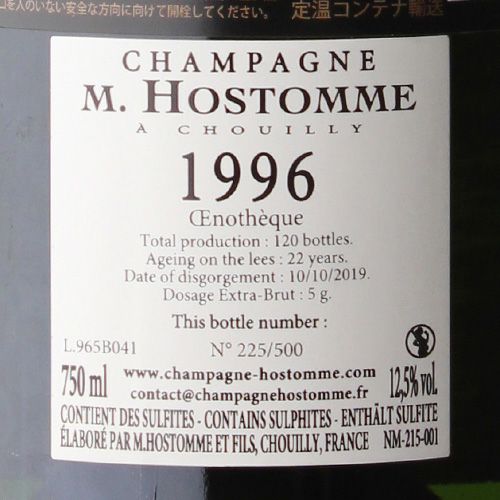 口を人のいない安全な方向に向けて開栓してください。 定温コンテナ輸送
CHAMPAGNE
M. HOSTOMME
A CHOUILLY
1996
Œnothèque
Total production : 120 bottles.
Ageing on the lees : 22 years.
Date of disgorgement : 10/10/2019.
Dosage Extra-Brut : 5 g.
This bottle number :
L.965B041 N° 225/500
750 ml www.champagne-hostomme.com 12,5% vol.
contact@champagnehostomme.fr
CONTIENT DES SULFITES - CONTAINS SULPHITES - ENTHÄLT SULFITE
ÉLABORÉ PAR M.HOSTOMME ET FILS, CHOUILLY, FRANCE NM-215-001